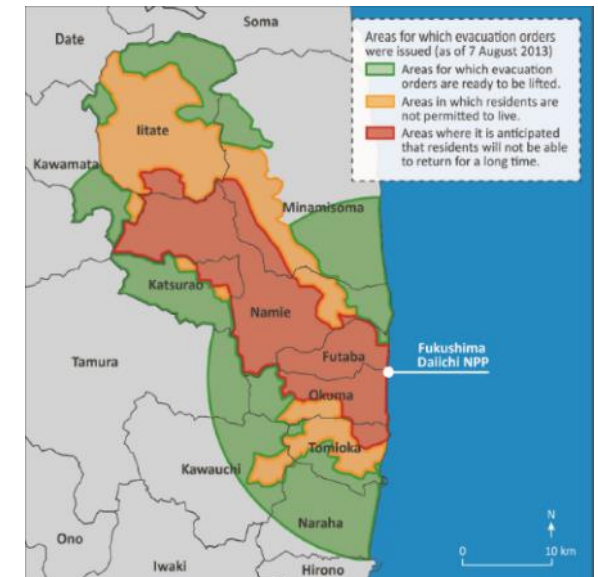 Soma
Date
Areas for which evacuation orders
were issued (as of 7 August 2013)
Areas for which evacuation
orders are ready to be lifted.
Areas in which residents are
not permitted to live.
Areas where it is anticipated
that residents will not be able
to return for a long time.
Iitate
Kawamata
Minamisoma
Katsurao
Namie
Tamura
Futaba
Fukushima
Daiichi NPP
Okuma
Tomioka
Kawauchi
Naraha
Ono
Iwaki
Hirono
N
0 10 km